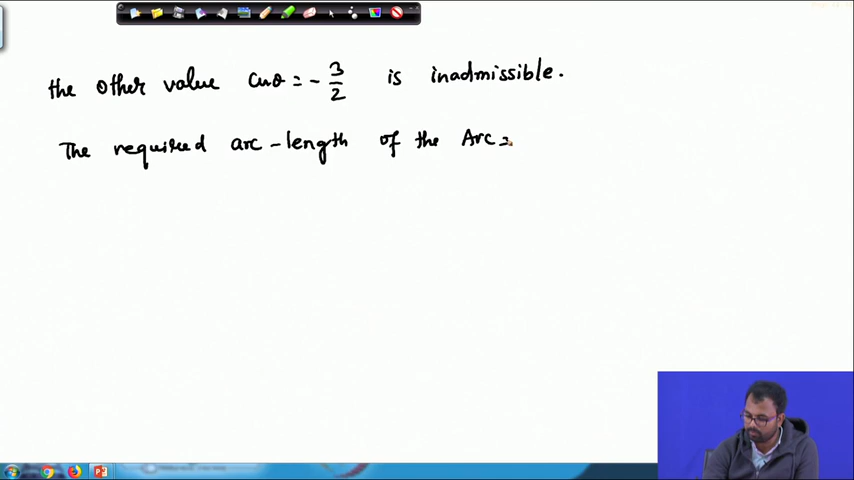 the other value cosθ = - 3/2 is inadmissible.
The required arc-length of the Arc =